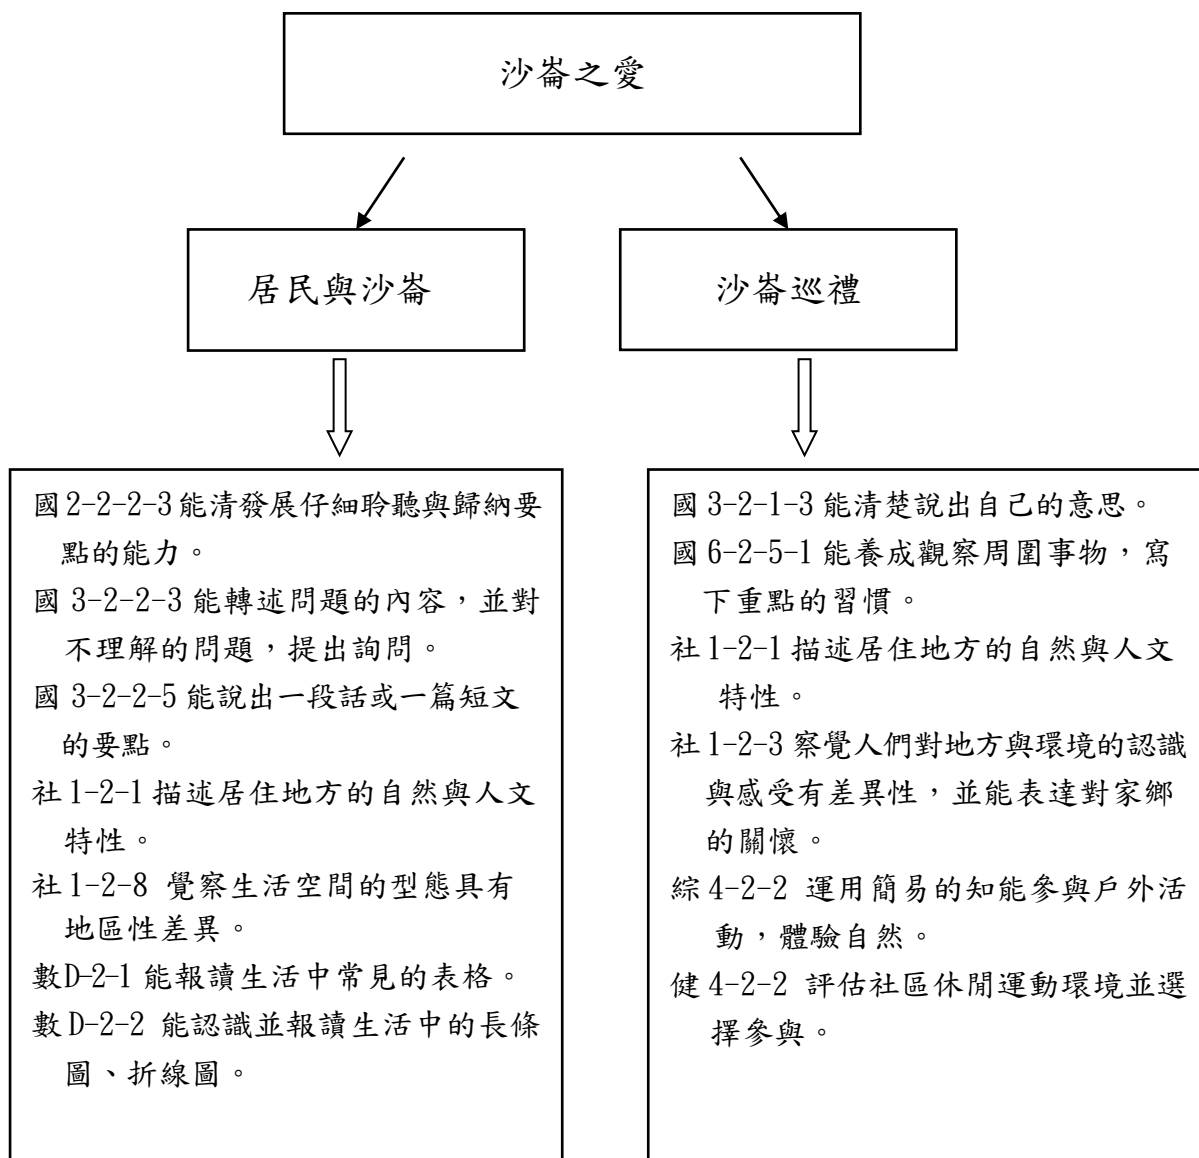 沙崙之愛
居民與沙崙
沙崙巡禮
國2-2-2-3能清發展仔細聆聽與歸納要
點的能力。
國 3-2-2-3 能轉述問題的內容，並對
不理解的問題，提出詢問。
國 3-2-2-5 能說出一段話或一篇短文
的要點。
社1-2-1描述居住地方的自然與人文
特性。
社1-2-8 覺察生活空間的型態具有
地區性差異。
數D-2-1能報讀生活中常見的表格。
數D-2-2 能認識並報讀生活中的長條
圖、折線圖。
國3-2-1-3能清楚說出自己的意思。
國6-2-5-1能養成觀察周圍事物，寫
下重點的習慣。
社1-2-1描述居住地方的自然與人文
特性。
社1-2-3 察覺人們對地方與環境的認識
與感受有差異性，並能表達對家鄉
的關懷。
綜4-2-2 運用簡易的知能參與戶外活
動，體驗自然。
健4-2-2 評估社區休閒運動環境並選
擇參與。